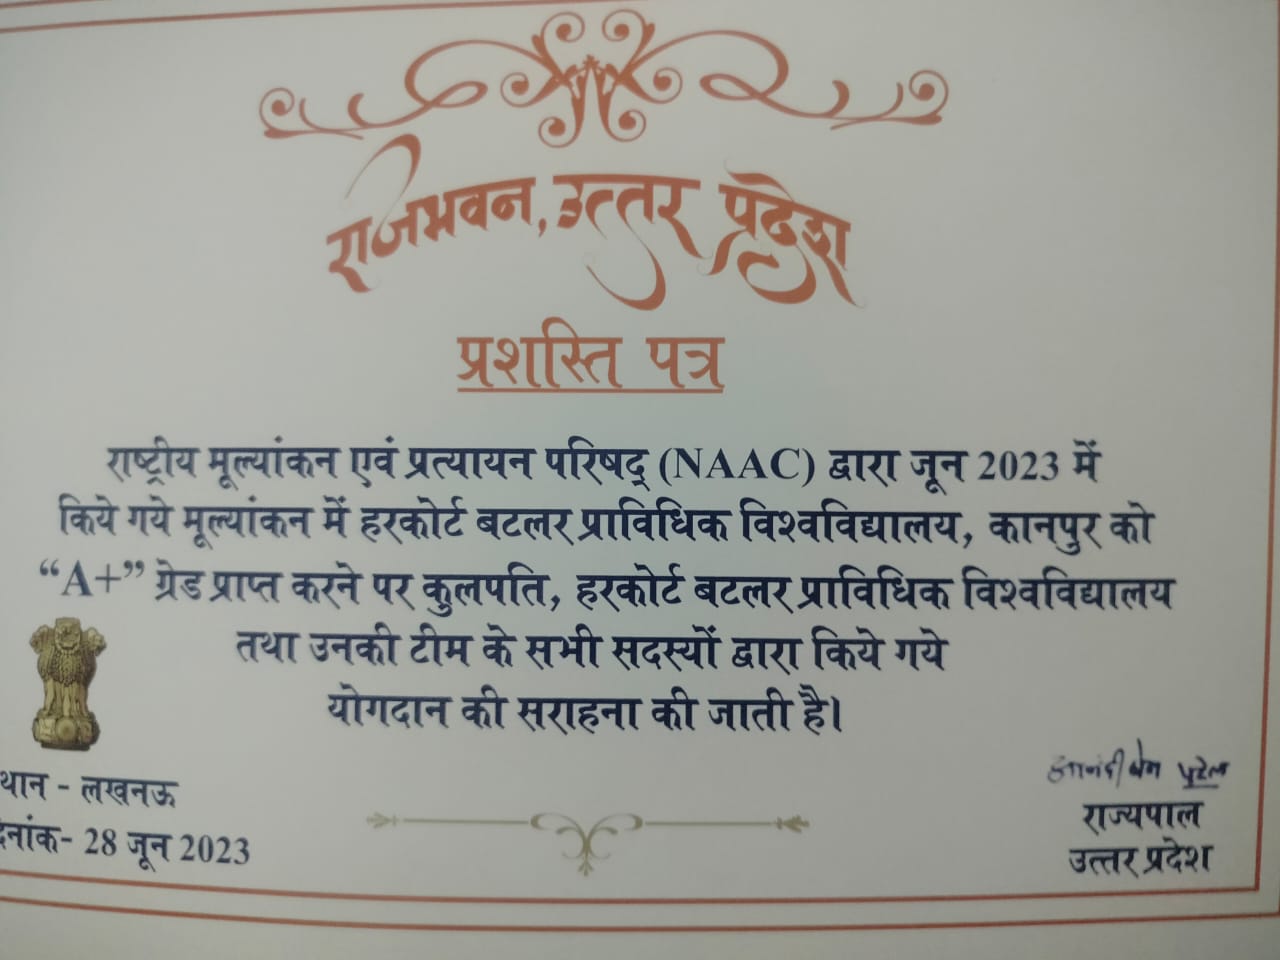 राजभवन, उत्तर प्रदेश
प्रशस्ति पत्र
राष्ट्रीय मूल्यांकन एवं प्रत्यायन परिषद् (NAAC) द्वारा जून 2023 में
किये गये मूल्यांकन में हरकोर्ट बटलर प्राविधिक विश्वविद्यालय, कानपुर को
“A+” ग्रेड प्राप्त करने पर कुलपति, हरकोर्ट बटलर प्राविधिक विश्वविद्यालय
तथा उनकी टीम के सभी सदस्यों द्वारा किये गये
योगदान की सराहना की जाती है।
थान - लखनऊ
दिनांक- 28 जून 2023
आनंदीबेन पटेल
राज्यपाल
उत्तर प्रदेश